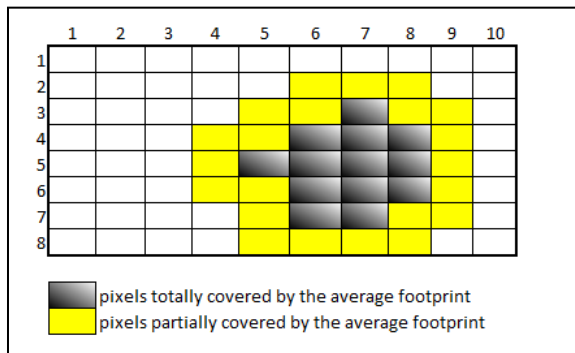 1 2 3 4 5 6 7 8 9 10
1
2
3
4
5
6
7
8
pixels totally covered by the average footprint
pixels partially covered by the average footprint